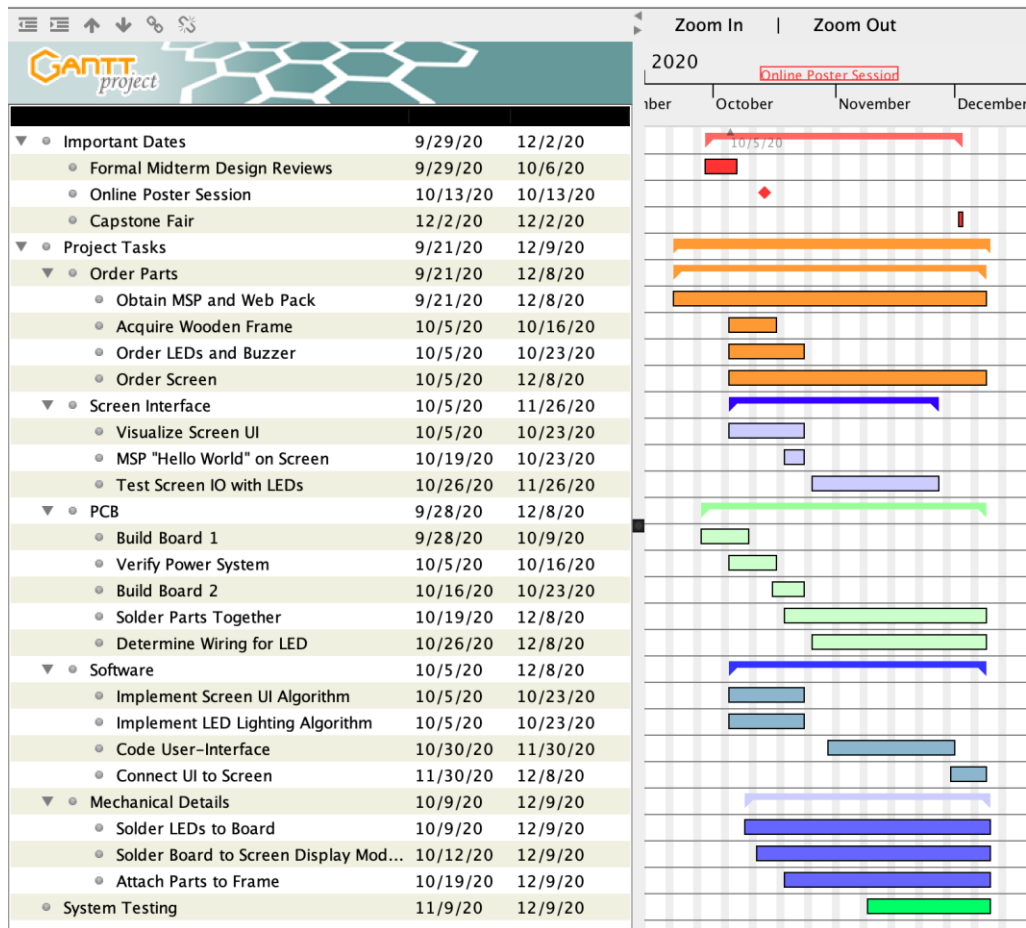 Zoom In | Zoom Out
GANTT
project
2020
Online Poster Session
nber October November December
Important Dates 9/29/20 12/2/20
10/5/20
Formal Midterm Design Reviews 9/29/20 10/6/20
Online Poster Session 10/13/20 10/13/20
Capstone Fair 12/2/20 12/2/20
Project Tasks 9/21/20 12/9/20
Order Parts 9/21/20 12/8/20
Obtain MSP and Web Pack 9/21/20 12/8/20
Acquire Wooden Frame 10/5/20 10/16/20
Order LEDs and Buzzer 10/5/20 10/23/20
Order Screen 10/5/20 12/8/20
Screen Interface 10/5/20 11/26/20
Visualize Screen UI 10/5/20 10/23/20
MSP "Hello World" on Screen 10/19/20 10/23/20
Test Screen IO with LEDs 10/26/20 11/26/20
PCB 9/28/20 12/8/20
Build Board 1 9/28/20 10/9/20
Verify Power System 10/5/20 10/16/20
Build Board 2 10/16/20 10/23/20
Solder Parts Together 10/19/20 12/8/20
Determine Wiring for LED 10/26/20 12/8/20
Software 10/5/20 12/8/20
Implement Screen UI Algorithm 10/5/20 10/23/20
Implement LED Lighting Algorithm 10/5/20 10/23/20
Code User-Interface 10/30/20 11/30/20
Connect UI to Screen 11/30/20 12/8/20
Mechanical Details 10/9/20 12/9/20
Solder LEDs to Board 10/9/20 12/9/20
Solder Board to Screen Display Mod... 10/12/20 12/9/20
Attach Parts to Frame 10/19/20 12/9/20
System Testing 11/9/20 12/9/20